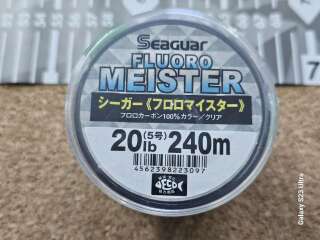 Seaguar
FLUORO
MEISTER
シーガー《フロロマイスター》
フロロカーボン100%カラー/クリア
20lb (5号) 240m
4562398223097
ECO
Galaxy S23 Ultra
7